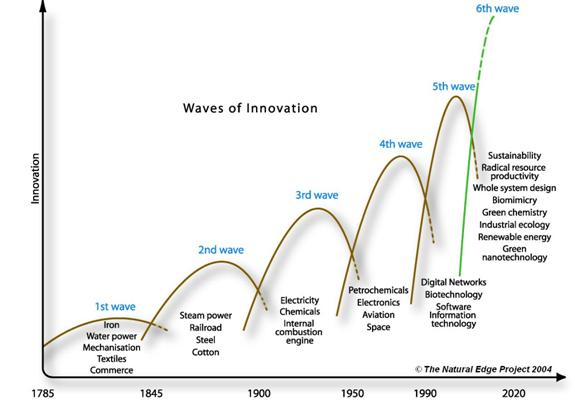 6th wave
5th wave
Waves of Innovation
4th wave
3rd wave
2nd wave
1st wave
Innovation
Iron
Water power
Mechanisation
Textiles
Commerce
Steam power
Railroad
Steel
Cotton
Electricity
Chemicals
Internal
combustion
engine
Petrochemicals
Electronics
Aviation
Space
Digital Networks
Biotechnology
Software
Information
technology
Sustainability
Radical resource
productivity
Whole system design
Biomimicry
Green chemistry
Industrial ecology
Renewable energy
Green
nanotechnology
© The Natural Edge Project 2004
1785 1845 1900 1950 1990 2020